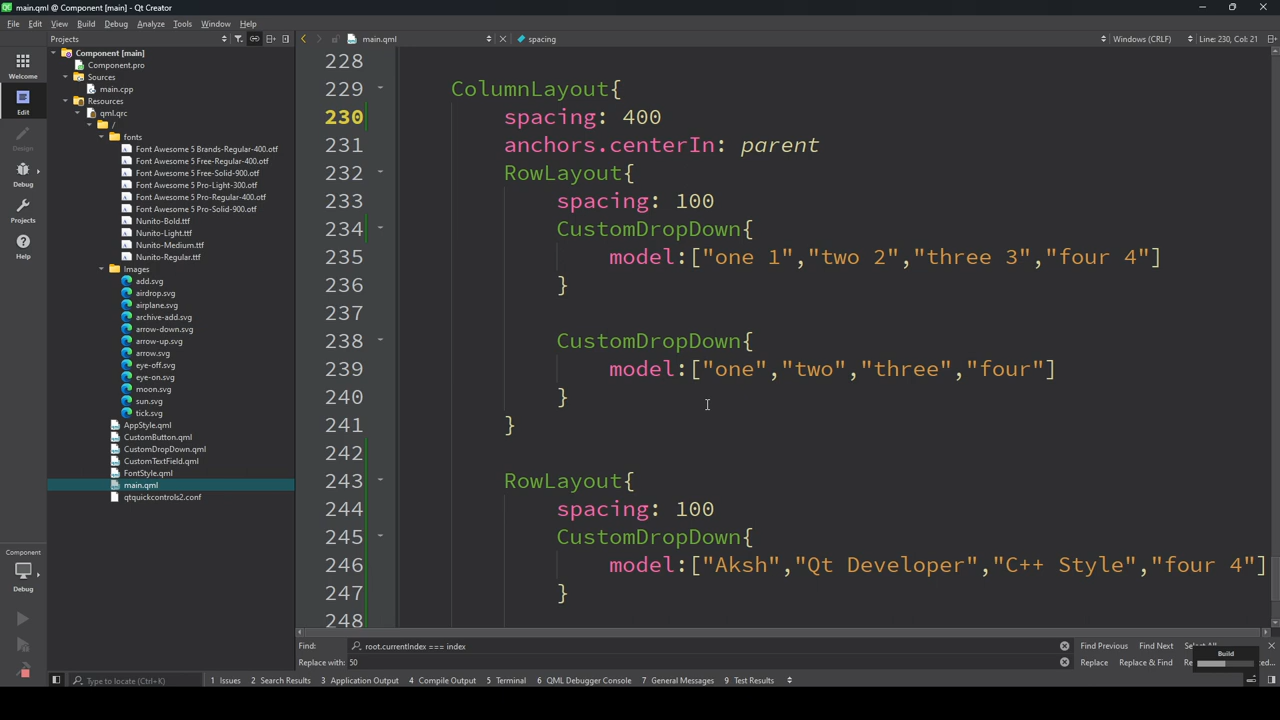 main.qml @ Component [main] - Qt Creator
File Edit View Build Debug Analyze Tools Window Help
Projects main.qml spacing Windows (CRLF) Line: 230, Col: 21
Welcome
Edit
Design
Debug
Projects
Help
Component
Debug
Component [main]
Component.pro
Sources
main.cpp
Resources
qml.qrc
/
fonts
Font Awesome 5 Brands-Regular-400.otf
Font Awesome 5 Free-Regular-400.otf
Font Awesome 5 Free-Solid-900.otf
Font Awesome 5 Pro-Light-300.otf
Font Awesome 5 Pro-Regular-400.otf
Font Awesome 5 Pro-Solid-900.otf
Nunito-Bold.ttf
Nunito-Light.ttf
Nunito-Medium.ttf
Nunito-Regular.ttf
Images
add.svg
airdrop.svg
airplane.svg
archive-add.svg
arrow-down.svg
arrow-up.svg
arrow.svg
eye-off.svg
eye-on.svg
moon.svg
sun.svg
tick.svg
AppStyle.qml
CustomButton.qml
CustomDropDown.qml
CustomTextField.qml
FontStyle.qml
main.qml
qtquickcontrols2.conf
228
229 ColumnLayout{
230 spacing: 400
231 anchors.centerIn: parent
232 RowLayout{
233 spacing: 100
234 CustomDropDown{
235 model:["one 1","two 2","three 3","four 4"]
236 }
237
238 CustomDropDown{
239 model:["one","two","three","four"]
240 }
241 }
242
243 RowLayout{
244 spacing: 100
245 CustomDropDown{
246 model:["Aksh","Qt Developer","C++ Style","four 4"]
247 }
248
Find: root.currentIndex === index Find Previous Find Next
Replace with: 50 Replace Replace & Find
Build
Type to locate (Ctrl+K) 1 Issues 2 Search Results 3 Application Output 4 Compile Output 5 Terminal 6 QML Debugger Console 7 General Messages 9 Test Results